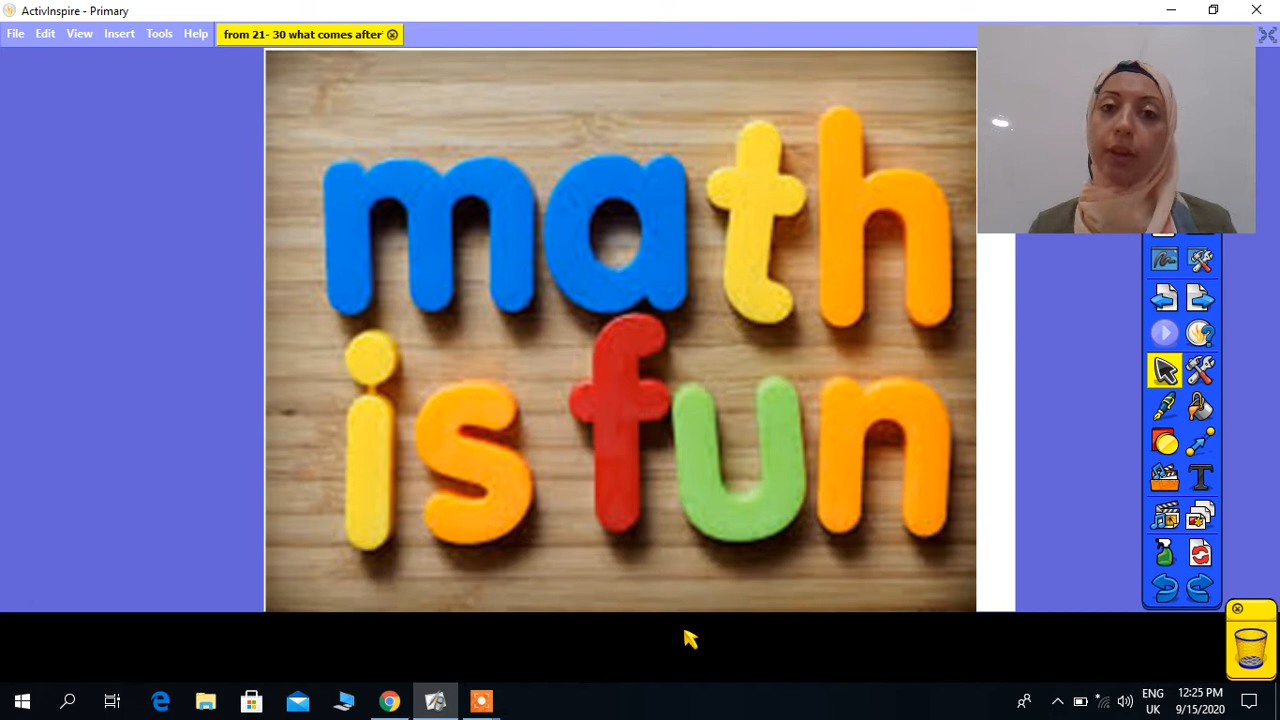 ActivInspire - Primary
File Edit View Insert Tools Help
from 21- 30 what comes after'
math
is fun
ENG
UK
12:25 PM
9/15/2020